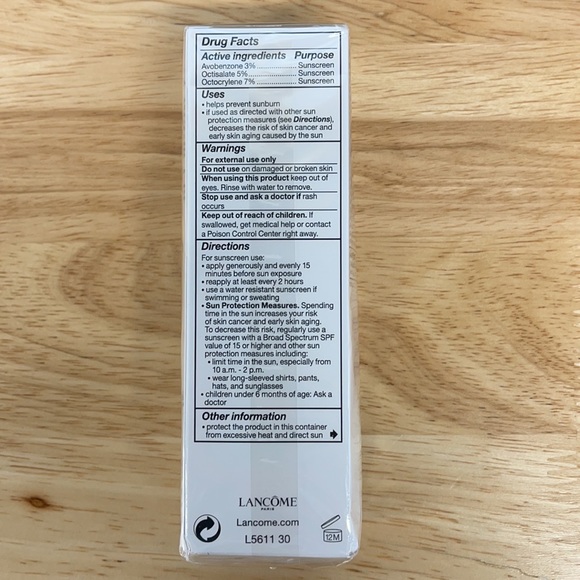 Drug Facts
Active ingredients Purpose
Avobenzone 3% .............. Sunscreen
Octisalate 5%.................... Sunscreen
Octocrylene 7% ............... Sunscreen
Uses
• helps prevent sunburn
• if used as directed with other sun
protection measures (see Directions),
decreases the risk of skin cancer and
early skin aging caused by the sun
Warnings
For external use only
Do not use on damaged or broken skin
When using this product keep out of
eyes. Rinse with water to remove.
Stop use and ask a doctor if rash
occurs
Keep out of reach of children. If
swallowed, get medical help or contact
a Poison Control Center right away.
Directions
For sunscreen use:
• apply generously and evenly 15
minutes before sun exposure
• reapply at least every 2 hours
• use a water resistant sunscreen if
swimming or sweating
• Sun Protection Measures. Spending
time in the sun increases your risk
of skin cancer and early skin aging.
To decrease this risk, regularly use a
sunscreen with a Broad Spectrum SPF
value of 15 or higher and other sun
protection measures including:
• limit time in the sun, especially from
10 a.m. - 2 p.m.
• wear long-sleeved shirts, pants,
hats, and sunglasses
• children under 6 months of age: Ask a
doctor
Other information
• protect the product in this container
from excessive heat and direct sun
LANCÔME
PARIS
Lancome.com
L5611 30
12M